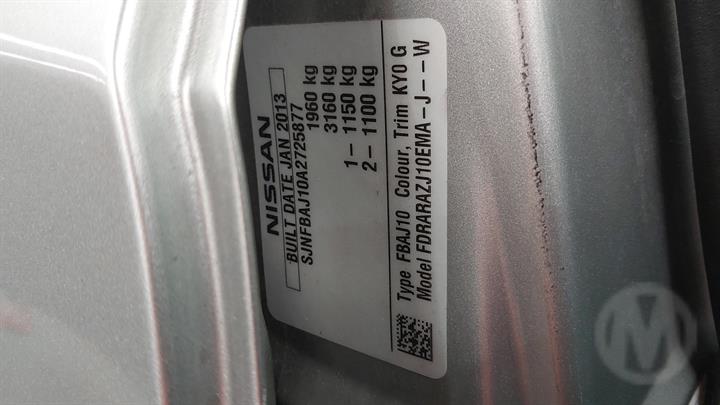 NISSAN
BUILT DATE JAN 2013
SJNFBAJ10A2725877
1960 kg
3160 kg
1- 1150 kg
2- 1100 kg
Type FBAJ10 Colour, Trim KY0 G
Model FDRARAZJ10EMA-J--W
M